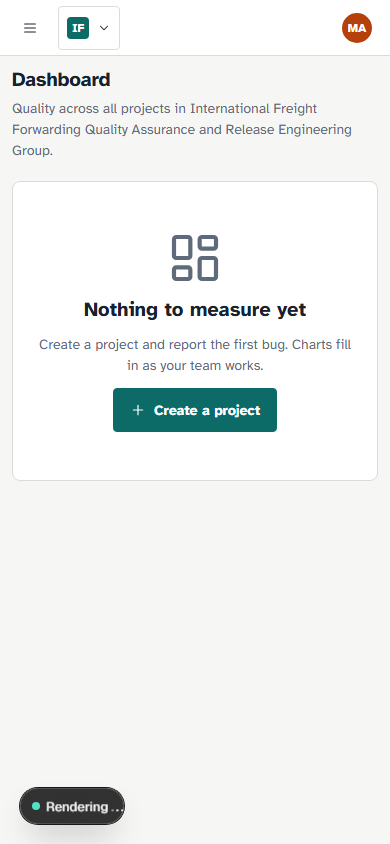 IF
MA
Dashboard
Quality across all projects in International Freight
Forwarding Quality Assurance and Release Engineering
Group.
Nothing to measure yet
Create a project and report the first bug. Charts fill
in as your team works.
Create a project
Rendering ...